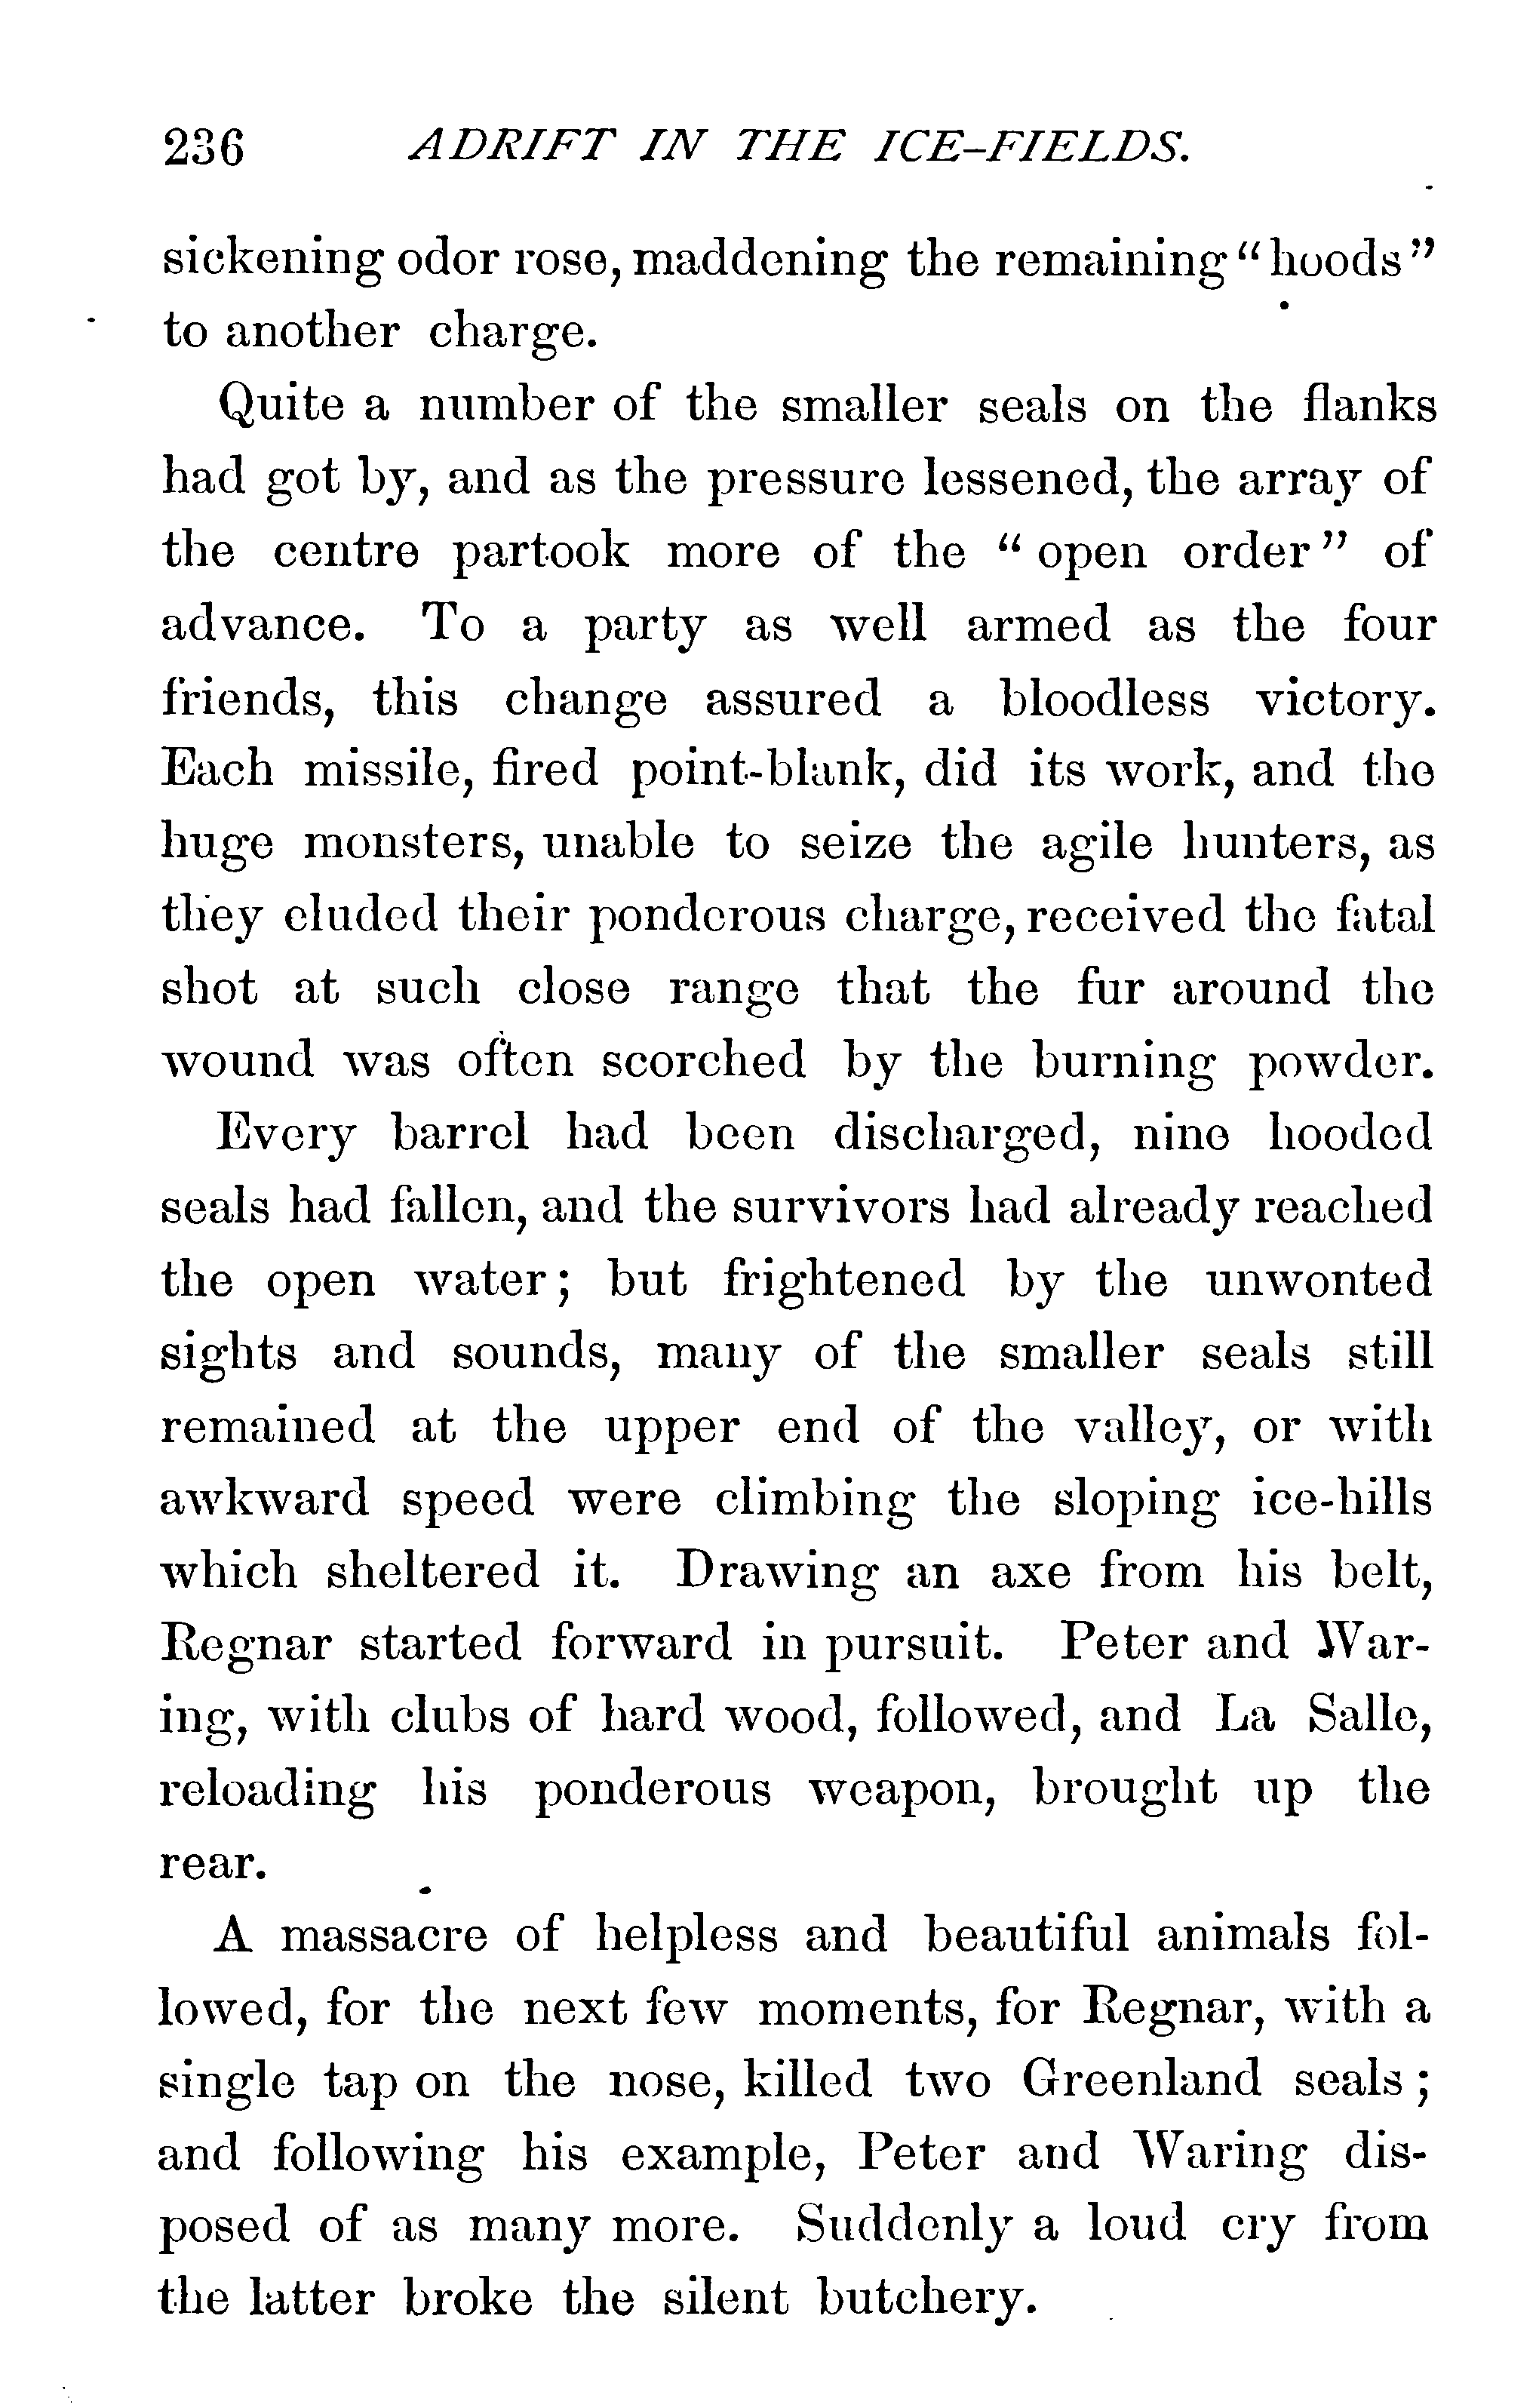 236 ADRIFT IN THE ICE-FIELDS.
sickening odor rose, maddening the remaining "hoods"
to another charge.
Quite a number of the smaller seals on the flanks
had got by, and as the pressure lessened, the array of
the centre partook more of the "open order" of
advance. To a party as well armed as the four
friends, this change assured a bloodless victory.
Each missile, fired point-blank, did its work, and the
huge monsters, unable to seize the agile hunters, as
they eluded their ponderous charge, received the fatal
shot at such close range that the fur around the
wound was often scorched by the burning powder.
Every barrel had been discharged, nine hooded
seals had fallen, and the survivors had already reached
the open water; but frightened by the unwonted
sights and sounds, many of the smaller seals still
remained at the upper end of the valley, or with
awkward speed were climbing the sloping ice-hills
which sheltered it. Drawing an axe from his belt,
Regnar started forward in pursuit. Peter and War-
ing, with clubs of hard wood, followed, and La Salle,
reloading his ponderous weapon, brought up the
rear.
A massacre of helpless and beautiful animals fol-
lowed, for the next few moments, for Regnar, with a
single tap on the nose, killed two Greenland seals;
and following his example, Peter and Waring dis-
posed of as many more. Suddenly a loud cry from
the latter broke the silent butchery.